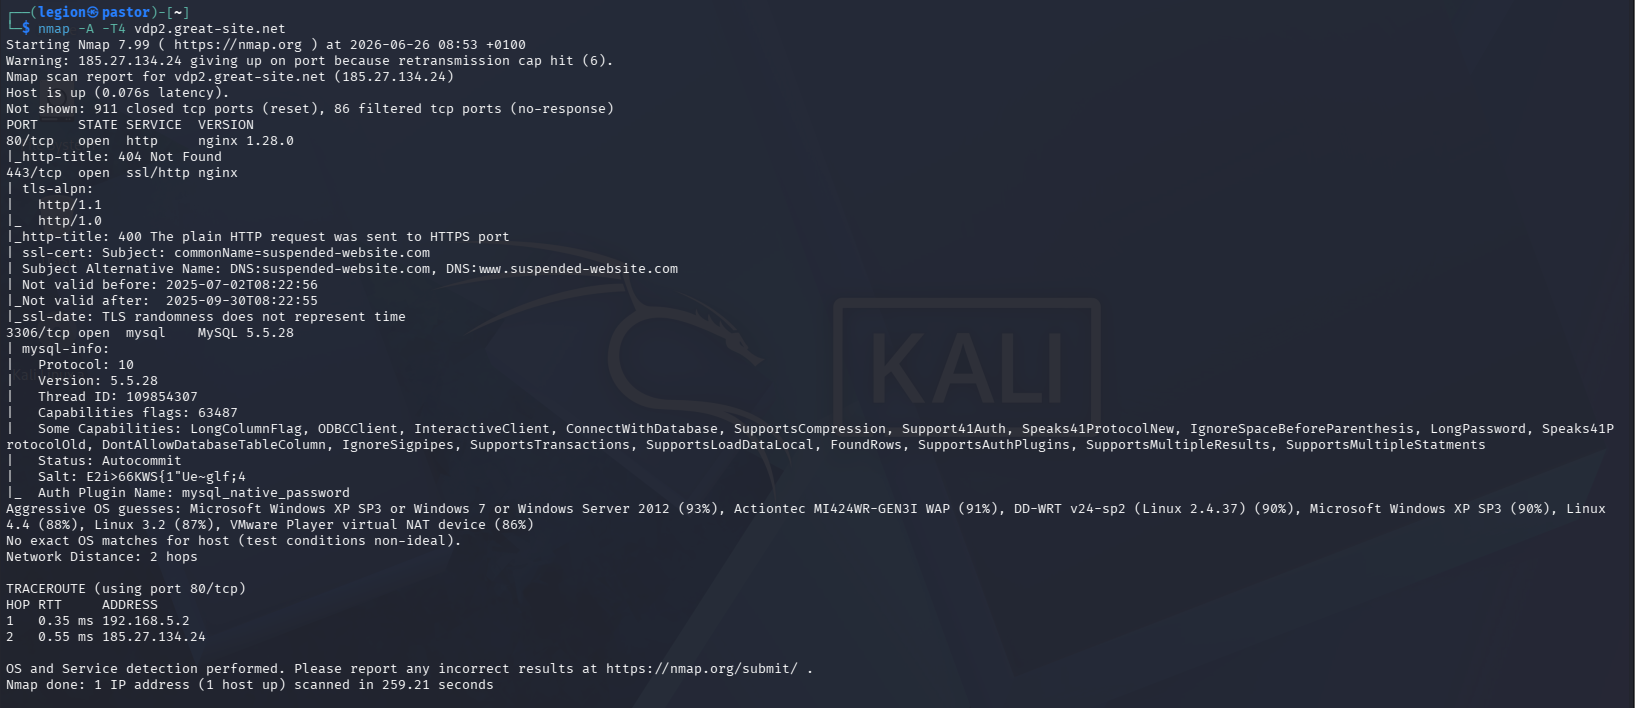 ┌──(legion㉿pastor)-[~]
└─$ nmap -A -T4 vdp2.great-site.net
Starting Nmap 7.99 ( https://nmap.org ) at 2026-06-26 08:53 +0100
Warning: 185.27.134.24 giving up on port because retransmission cap hit (6).
Nmap scan report for vdp2.great-site.net (185.27.134.24)
Host is up (0.076s latency).
Not shown: 911 closed tcp ports (reset), 86 filtered tcp ports (no-response)
PORT     STATE SERVICE  VERSION
80/tcp   open  http     nginx 1.28.0
|_http-title: 404 Not Found
443/tcp  open  ssl/http nginx
| tls-alpn:
|   http/1.1
|_  http/1.0
|_http-title: 400 The plain HTTP request was sent to HTTPS port
| ssl-cert: Subject: commonName=suspended-website.com
| Subject Alternative Name: DNS:suspended-website.com, DNS:www.suspended-website.com
| Not valid before: 2025-07-02T08:22:56
|_Not valid after:  2025-09-30T08:22:55
|_ssl-date: TLS randomness does not represent time
3306/tcp open  mysql    MySQL 5.5.28
| mysql-info:
|   Protocol: 10
|   Version: 5.5.28
|   Thread ID: 109854307
|   Capabilities flags: 63487
|   Some Capabilities: LongColumnFlag, ODBCClient, InteractiveClient, ConnectWithDatabase, SupportsCompression, Support41Auth, Speaks41ProtocolNew, IgnoreSpaceBeforeParenthesis, LongPassword, Speaks41P
rotocolOld, DontAllowDatabaseTableColumn, IgnoreSigpipes, SupportsTransactions, SupportsLoadDataLocal, FoundRows, SupportsAuthPlugins, SupportsMultipleResults, SupportsMultipleStatments
|   Status: Autocommit
|   Salt: E2i>66KWS{1"Ue~glf;4
|_  Auth Plugin Name: mysql_native_password
Aggressive OS guesses: Microsoft Windows XP SP3 or Windows 7 or Windows Server 2012 (93%), Actiontec MI424WR-GEN3I WAP (91%), DD-WRT v24-sp2 (Linux 2.4.37) (90%), Microsoft Windows XP SP3 (90%), Linux
4.4 (88%), Linux 3.2 (87%), VMware Player virtual NAT device (86%)
No exact OS matches for host (test conditions non-ideal).
Network Distance: 2 hops
TRACEROUTE (using port 80/tcp)
HOP RTT     ADDRESS
1   0.35 ms 192.168.5.2
2   0.55 ms 185.27.134.24
OS and Service detection performed. Please report any incorrect results at https://nmap.org/submit/ .
Nmap done: 1 IP address (1 host up) scanned in 259.21 seconds
KALI